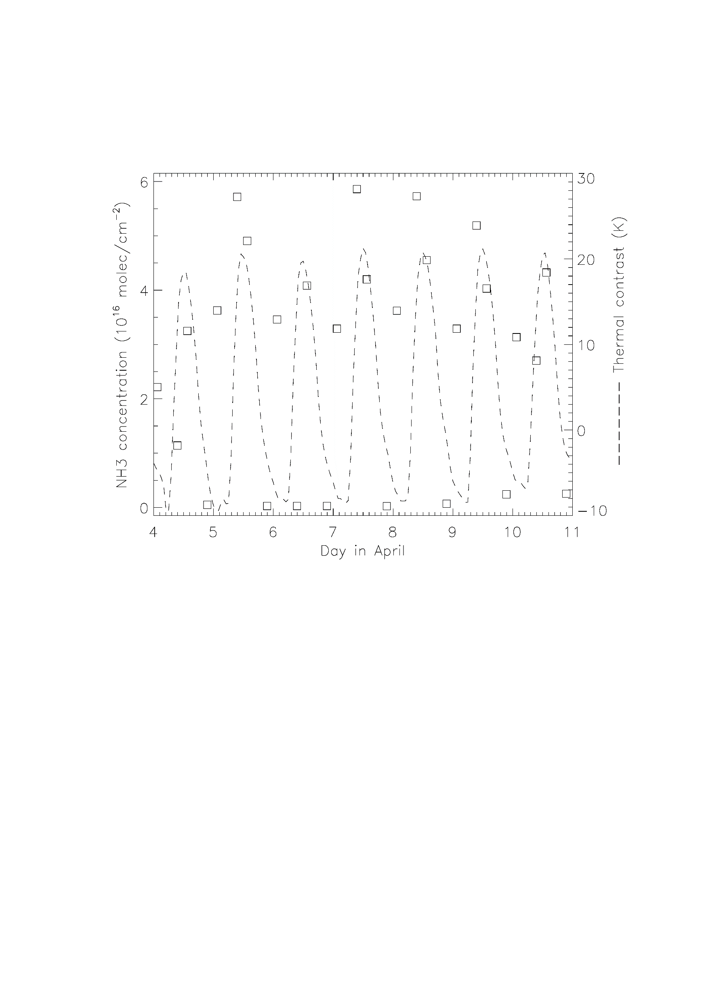 NH3 concentration (10¹⁶ molec/cm⁻²)
6
4
2
0
30
20
10
0
−10
Thermal contrast (K)
4 5 6 7 8 9 10 11
Day in April